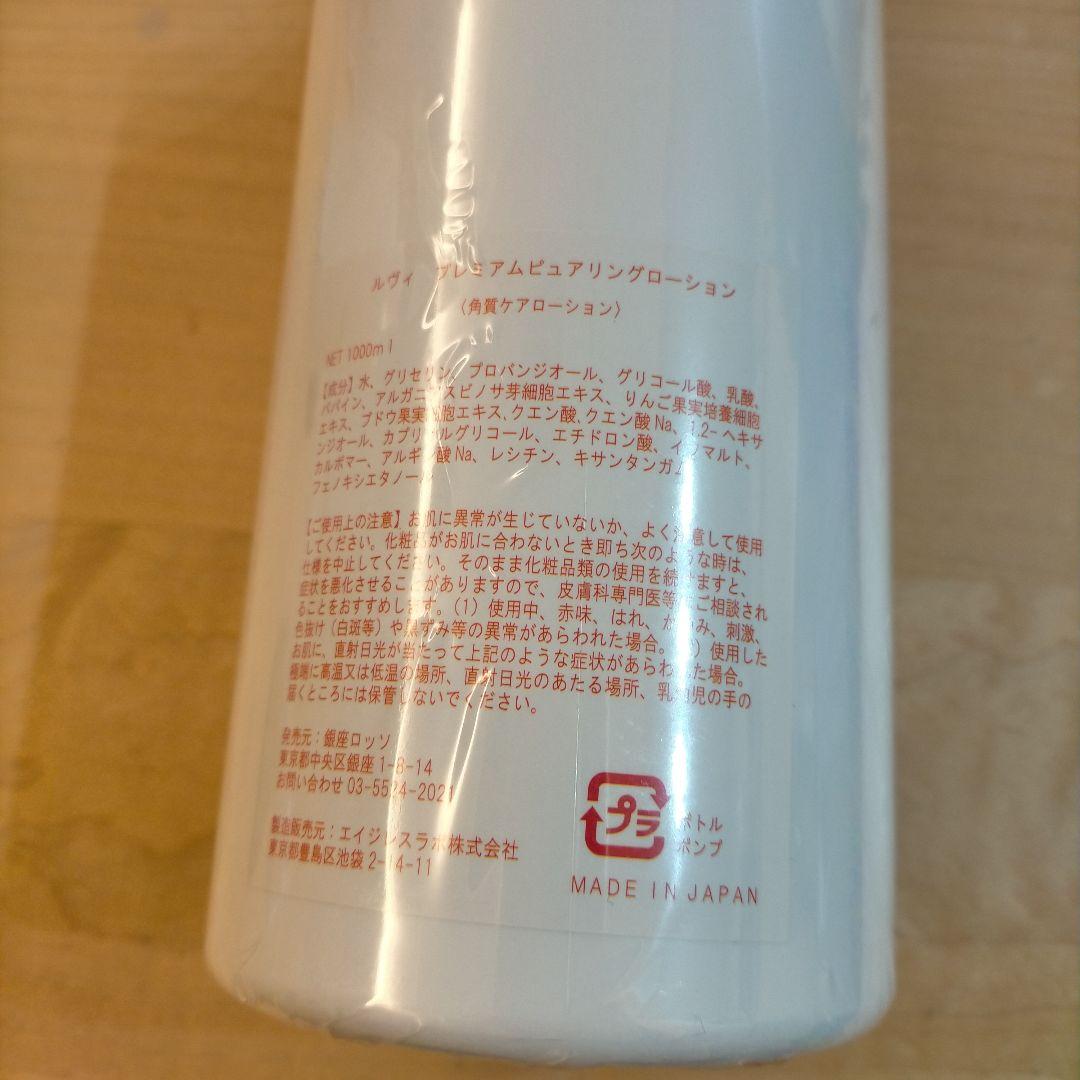 ルヴィ　プレミアムピュアリングローション
〈角質ケアローション〉
NET 1000ml
【成分】水、グリセリン、プロパンジオール、グリコール酸、乳酸、
パパイン、アルガニアスピノサ芽細胞エキス、りんご果実培養細胞
エキス、ブドウ果実細胞エキス、クエン酸、クエン酸Na、1,2-ヘキサ
ンジオール、カプリリルグリコール、エチドロン酸、イソマルト、
カルボマー、アルギン酸Na、レシチン、キサンタンガム、
フェノキシエタノール
【ご使用上の注意】お肌に異常が生じていないか、よく注意して使用
してください。化粧品がお肌に合わないとき即ち次のような時は、
仕様を中止してください。そのまま化粧品類の使用を続けますと、
症状を悪化させることがありますので、皮膚科専門医等にご相談され
ることをおすすめします。（1）使用中、赤味、はれ、かゆみ、刺激、
色抜け（白斑等）や黒ずみ等の異常があらわれた場合。（2）使用した
お肌に、直射日光が当たって上記のような症状があらわれた場合。
極端に高温又は低温の場所、直射日光のあたる場所、乳幼児の手の
届くところには保管しないでください。
発売元：銀座ロッソ
東京都中央区銀座1-8-14
お問い合わせ 03-5524-2021
製造販売元：エイジレスラボ株式会社
東京都豊島区池袋2-14-11
プラ
ボトル
ポンプ
MADE IN JAPAN